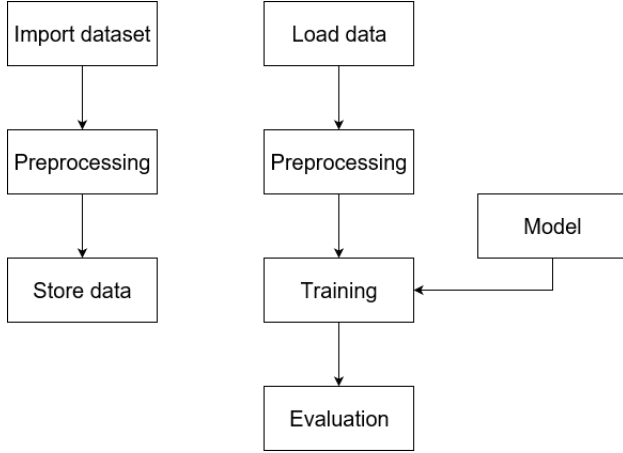 Import dataset
Preprocessing
Store data
Load data
Preprocessing
Training
Evaluation
Model